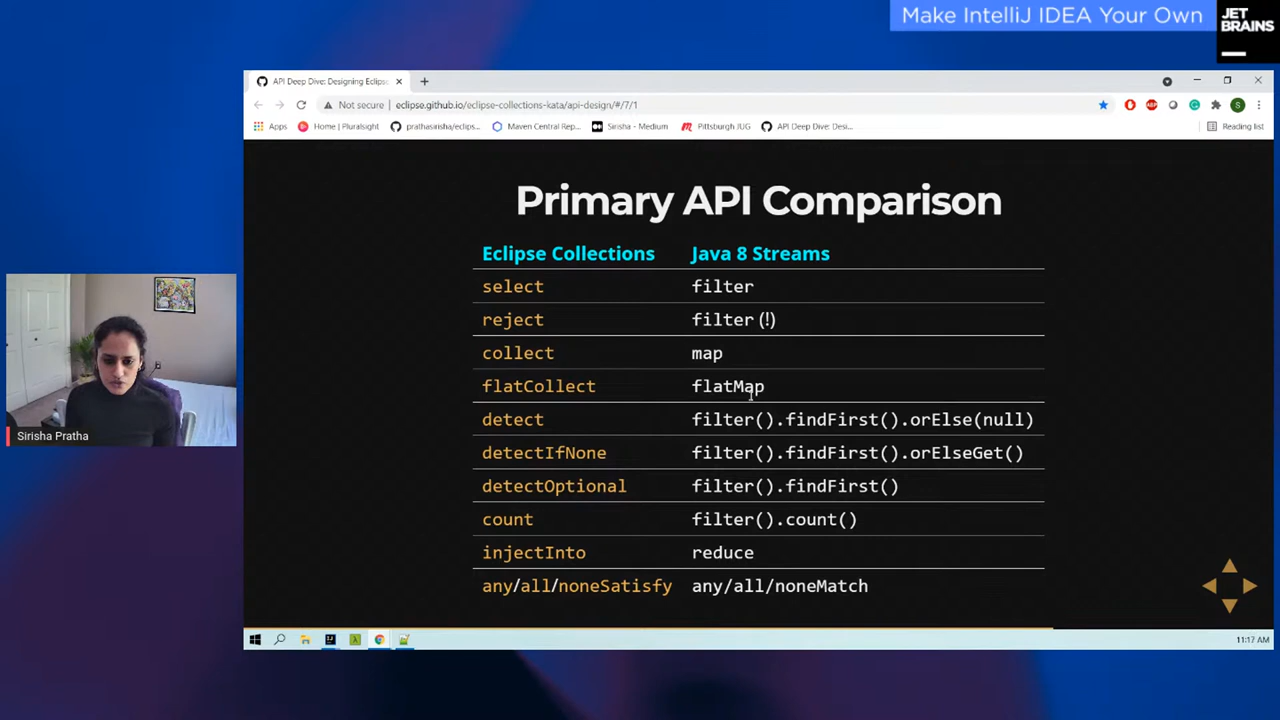 Make IntelliJ IDEA Your Own
JET
BRAINS
API Deep Dive: Designing Eclips
Not secure | eclipse.github.io/eclipse-collections-kata/api-design/#/7/1
Apps Home | Pluralsight prathasirisha/eclips... Maven Central Rep... Sirisha - Medium Pittsburgh JUG API Deep Dive: Desi... Reading list
Primary API Comparison
Eclipse Collections Java 8 Streams
select filter
reject filter (!)
collect map
flatCollect flatMap
detect filter().findFirst().orElse(null)
detectIfNone filter().findFirst().orElseGet()
detectOptional filter().findFirst()
count filter().count()
injectInto reduce
any/all/noneSatisfy any/all/noneMatch
Sirisha Pratha
11:17 AM